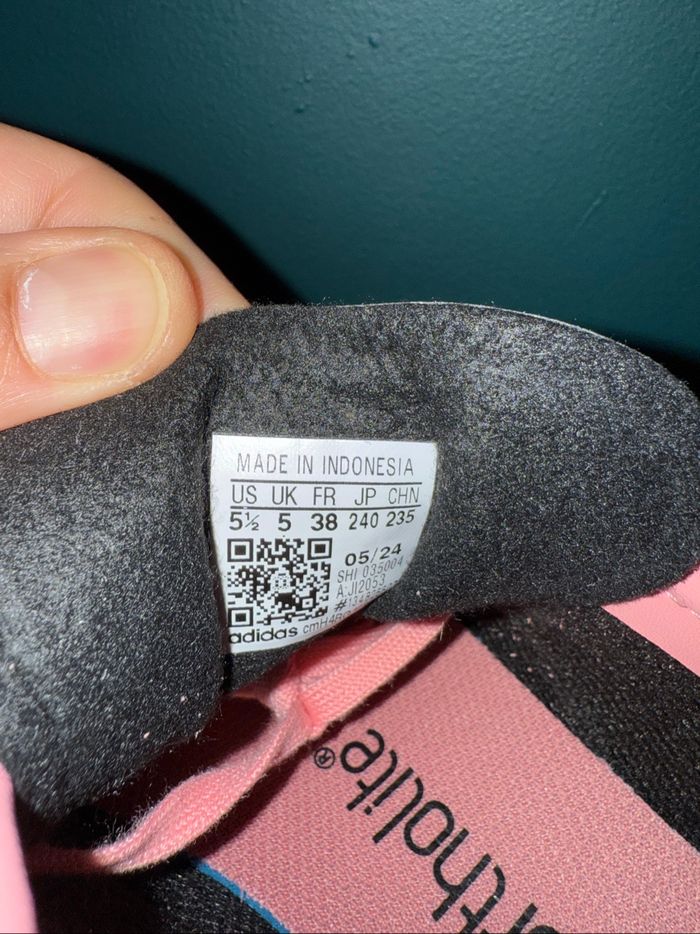 MADE IN INDONESIA
US UK FR JP CHN
5½ 5 38 240 235
05/24
SHI 035004
A:JI2053
adidas
ortholite®